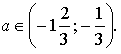 a ∈ (−1 2/3; −1/3).